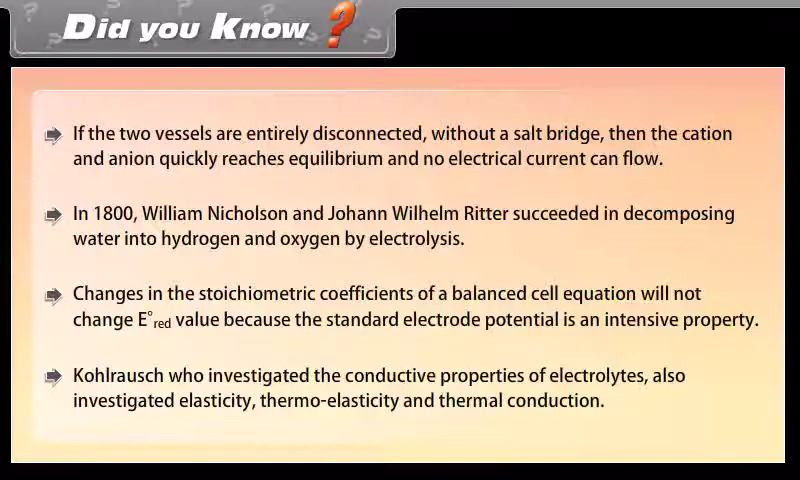 Did you Know ?
If the two vessels are entirely disconnected, without a salt bridge, then the cation
and anion quickly reaches equilibrium and no electrical current can flow.
In 1800, William Nicholson and Johann Wilhelm Ritter succeeded in decomposing
water into hydrogen and oxygen by electrolysis.
Changes in the stoichiometric coefficients of a balanced cell equation will not
change E°red value because the standard electrode potential is an intensive property.
Kohlrausch who investigated the conductive properties of electrolytes, also
investigated elasticity, thermo-elasticity and thermal conduction.